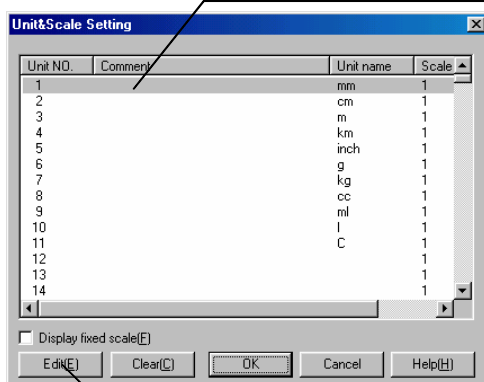 Unit&Scale Setting
Unit NO. Comment Unit name Scale
1 mm 1
2 cm 1
3 m 1
4 km 1
5 inch 1
6 g 1
7 kg 1
8 cc 1
9 ml 1
10 l 1
11 C 1
12 1
13 1
14 1
Display fixed scale(F)
Edit(E) Clear(C) OK Cancel Help(H)